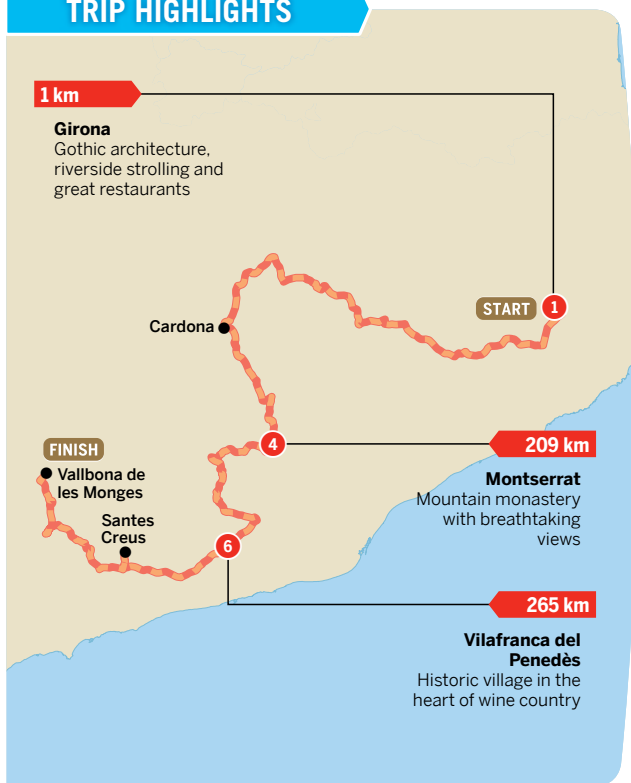 TRIP HIGHLIGHTS
1 km
Girona
Gothic architecture,
riverside strolling and
great restaurants
START
1
Cardona
4
209 km
Montserrat
Mountain monastery
with breathtaking
views
FINISH
Vallbona de
les Monges
Santes
Creus
6
265 km
Vilafranca del
Penedès
Historic village in the
heart of wine country